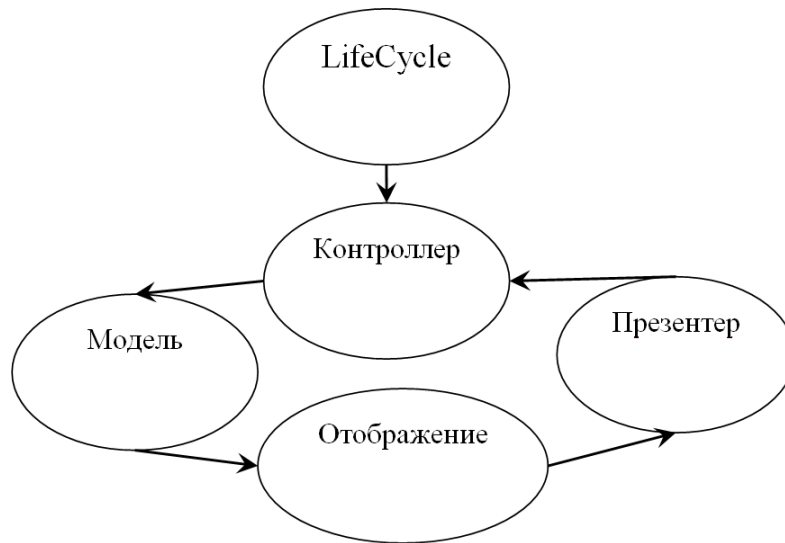 LifeCycle
Контроллер
Презентер
Модель
Отображение